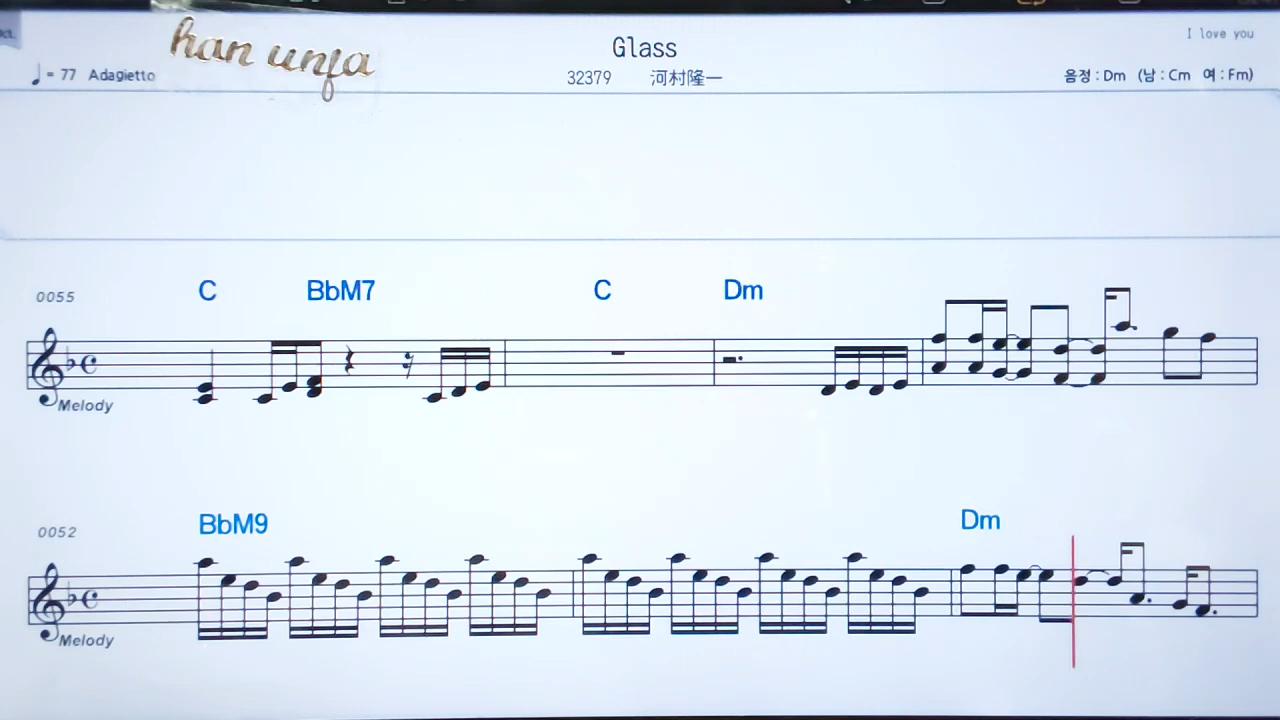 han unfa
Glass
I love you
= 77 Adagietto
32379 河村隆一
음정 : Dm (남 : Cm 여 : Fm)
0055
C BbM7 C Dm
Melody
0052
BbM9 Dm
Melody